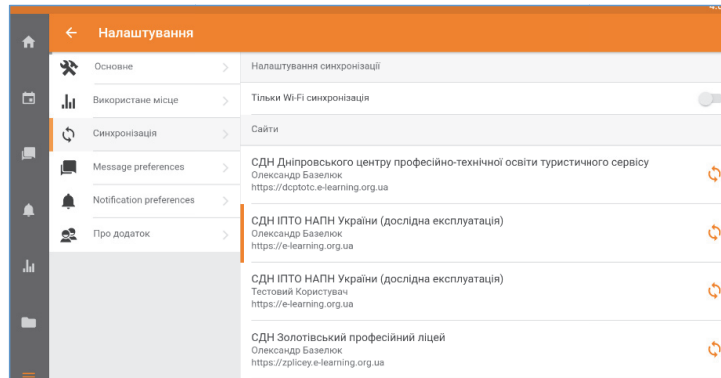 Налаштування
Основне
Використане місце
Синхронізація
Message preferences
Notification preferences
Про додаток
Налаштування синхронізації
Тільки Wi-Fi синхронізація
Сайти
СДН Дніпровського центру професійно-технічної освіти туристичного сервісу
Олександр Базелюк
https://dcptotc.e-learning.org.ua
СДН ІПТО НАПН України (дослідна експлуатація)
Олександр Базелюк
https://e-learning.org.ua
СДН ІПТО НАПН України (дослідна експлуатація)
Тестовий Користувач
https://e-learning.org.ua
СДН Золотівський професійний ліцей
Олександр Базелюк
https://zplicey.e-learning.org.ua